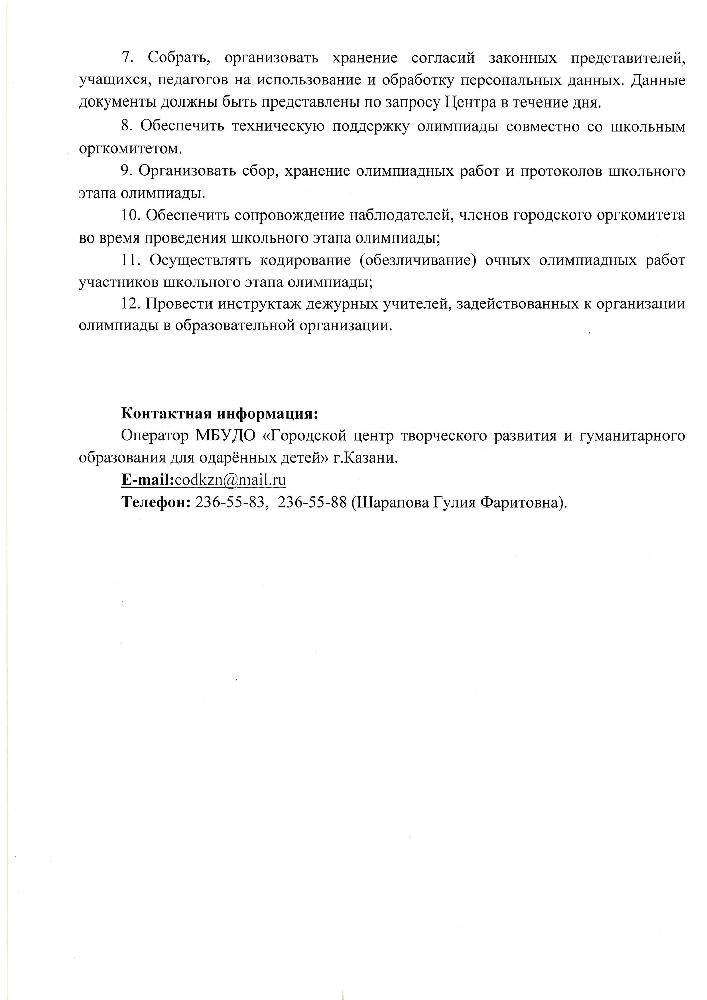 7. Собрать, организовать хранение согласий законных представителей,
учащихся, педагогов на использование и обработку персональных данных. Данные
документы должны быть представлены по запросу Центра в течение дня.
8. Обеспечить техническую поддержку олимпиады совместно со школьным
оргкомитетом.
9. Организовать сбор, хранение олимпиадных работ и протоколов школьного
этапа олимпиады.
10. Обеспечить сопровождение наблюдателей, членов городского оргкомитета
во время проведения школьного этапа олимпиады;
11. Осуществлять кодирование (обезличивание) очных олимпиадных работ
участников школьного этапа олимпиады;
12. Провести инструктаж дежурных учителей, задействованных к организации
олимпиады в образовательной организации.
Контактная информация:
Оператор МБУДО «Городской центр творческого развития и гуманитарного
образования для одарённых детей» г.Казани.
E-mail:codkzn@mail.ru
Телефон: 236-55-83, 236-55-88 (Шарапова Гулия Фаритовна).